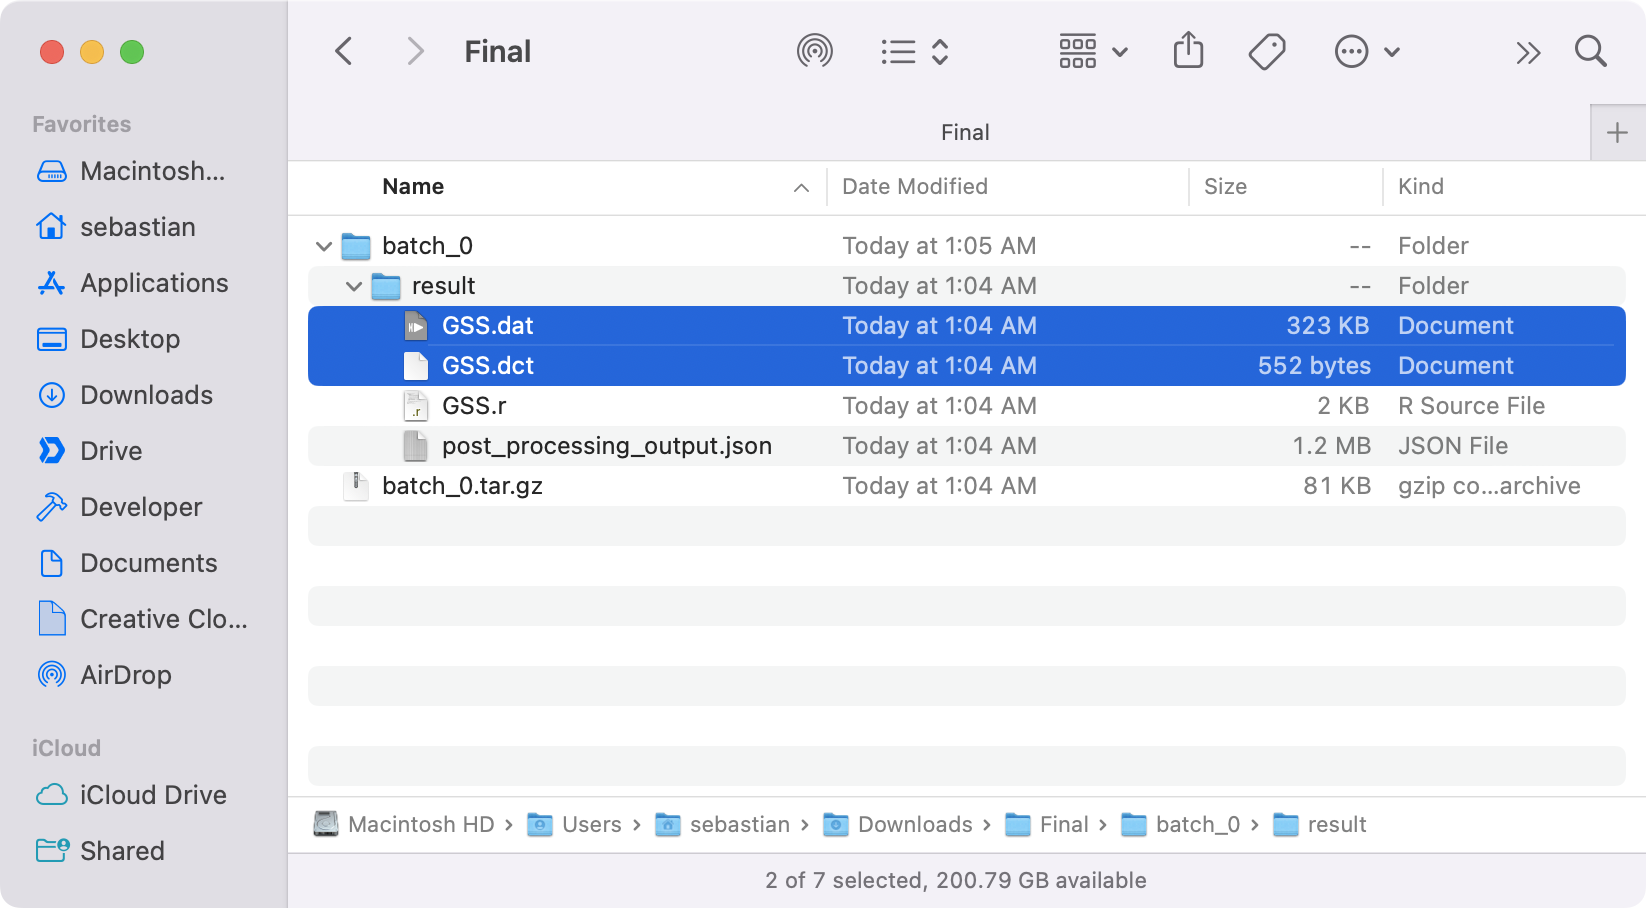 Final
Favorites
Macintosh...
sebastian
Applications
Desktop
Downloads
Drive
Developer
Documents
Creative Clo...
AirDrop
iCloud
iCloud Drive
Shared
Final
Name Date Modified Size Kind
batch_0 Today at 1:05 AM -- Folder
result Today at 1:04 AM -- Folder
GSS.dat Today at 1:04 AM 323 KB Document
GSS.dct Today at 1:04 AM 552 bytes Document
GSS.r Today at 1:04 AM 2 KB R Source File
post_processing_output.json Today at 1:04 AM 1.2 MB JSON File
batch_0.tar.gz Today at 1:04 AM 81 KB gzip co...archive
Macintosh HD › Users › sebastian › Downloads › Final › batch_0 › result
2 of 7 selected, 200.79 GB available